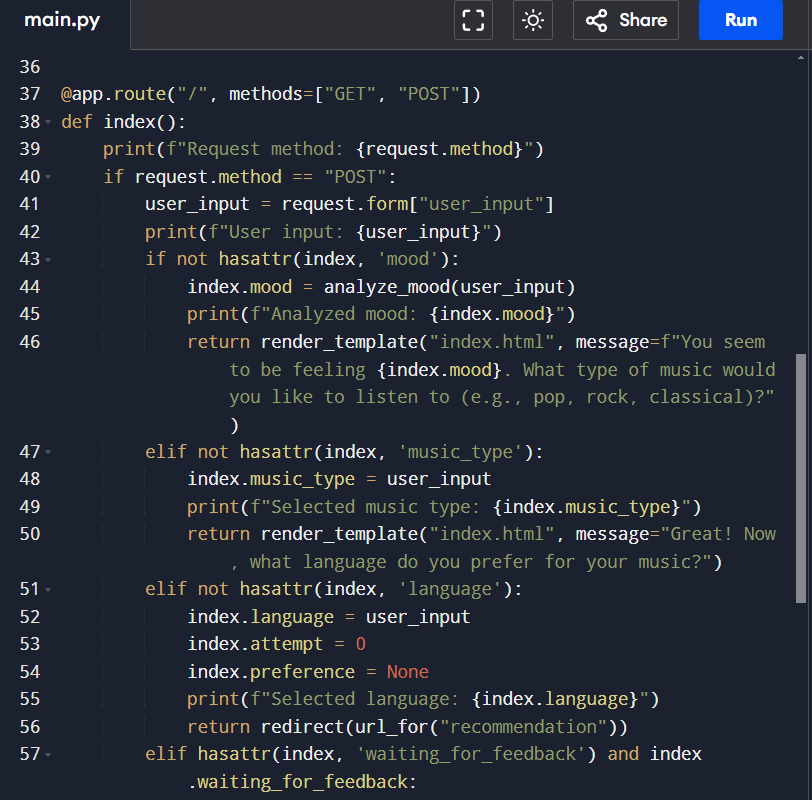 main.py
Share
Run
36
37 @app.route("/", methods=["GET", "POST"])
38 def index():
39     print(f"Request method: {request.method}")
40     if request.method == "POST":
41         user_input = request.form["user_input"]
42         print(f"User input: {user_input}")
43         if not hasattr(index, 'mood'):
44             index.mood = analyze_mood(user_input)
45             print(f"Analyzed mood: {index.mood}")
46             return render_template("index.html", message=f"You seem
to be feeling {index.mood}. What type of music would
you like to listen to (e.g., pop, rock, classical)?"
)
47         elif not hasattr(index, 'music_type'):
48             index.music_type = user_input
49             print(f"Selected music type: {index.music_type}")
50             return render_template("index.html", message="Great! Now
, what language do you prefer for your music?")
51         elif not hasattr(index, 'language'):
52             index.language = user_input
53             index.attempt = 0
54             index.preference = None
55             print(f"Selected language: {index.language}")
56             return redirect(url_for("recommendation"))
57         elif hasattr(index, 'waiting_for_feedback') and index
.waiting_for_feedback: